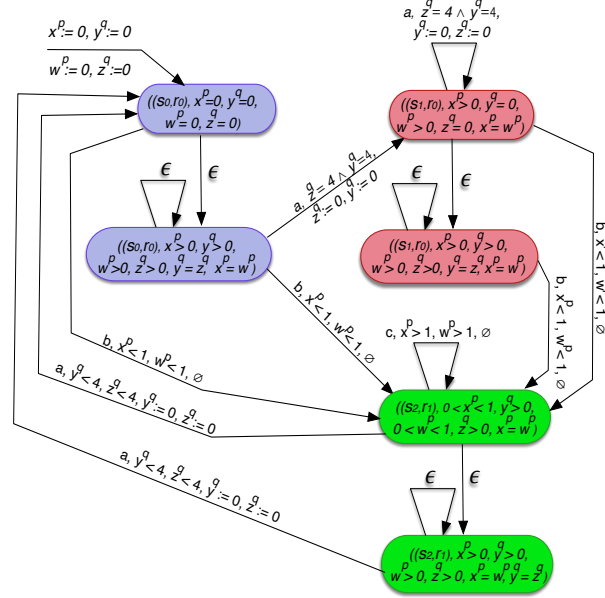 x^p:= 0, y^q:= 0
w^p:= 0, z^q:=0
a, z^q = 4 ∧ y^q=4,
y^q:= 0, z^q:= 0
((s₀,r₀), x^p=0, y^q=0,
w^p= 0, z^q= 0)
((s₁,r₀), x^p> 0, y^q= 0,
w^p > 0, z^q= 0, x^p= w^p)
ϵ
ϵ
ϵ
ϵ
a, z^q= 4 ∧ y^q=4,
z^q:= 0, y^q:= 0
((s₀,r₀), x^p> 0, y^q> 0,
w^p>0, z^q>0, y^q= z^q, x^p= w^p)
((s₁,r₀), x^p> 0, y^q> 0,
w^p>0, z^q>0, y^q= z^q, x^p= w^p)
b, x^p< 1, w^p< 1, ∅
b, x^p< 1, w^p< 1, ∅
b, x^p< 1, w^p< 1, ∅
b, x^p< 1, w^p< 1, ∅
c, x^p> 1, w^p> 1, ∅
a, y^q< 4, z^q< 4, y^q:= 0, z^q:= 0
((s₂,r₁), 0 < x^p< 1, y^q> 0,
0 < w^p< 1, z^q> 0, x^p= w^p)
a, y^q< 4, z^q< 4, y^q:= 0, z^q:= 0
ϵ
ϵ
((s₂,r₁), x^p> 0, y^q> 0,
w^p> 0, z^q> 0, x^p= w^p, y^q= z^q)